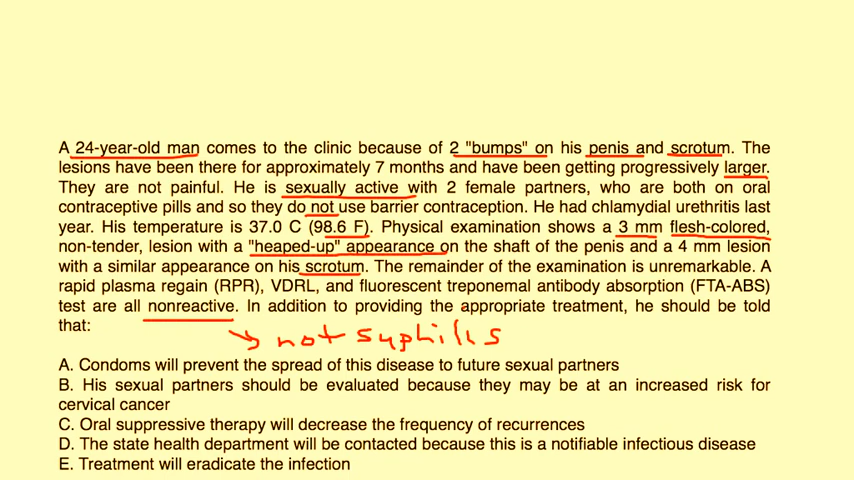 A 24-year-old man comes to the clinic because of 2 "bumps" on his penis and scrotum. The
lesions have been there for approximately 7 months and have been getting progressively larger.
They are not painful. He is sexually active with 2 female partners, who are both on oral
contraceptive pills and so they do not use barrier contraception. He had chlamydial urethritis last
year. His temperature is 37.0 C (98.6 F). Physical examination shows a 3 mm flesh-colored,
non-tender, lesion with a "heaped-up" appearance on the shaft of the penis and a 4 mm lesion
with a similar appearance on his scrotum. The remainder of the examination is unremarkable. A
rapid plasma regain (RPR), VDRL, and fluorescent treponemal antibody absorption (FTA-ABS)
test are all nonreactive. In addition to providing the appropriate treatment, he should be told
that:
not syphilis
A. Condoms will prevent the spread of this disease to future sexual partners
B. His sexual partners should be evaluated because they may be at an increased risk for
cervical cancer
C. Oral suppressive therapy will decrease the frequency of recurrences
D. The state health department will be contacted because this is a notifiable infectious disease
E. Treatment will eradicate the infection